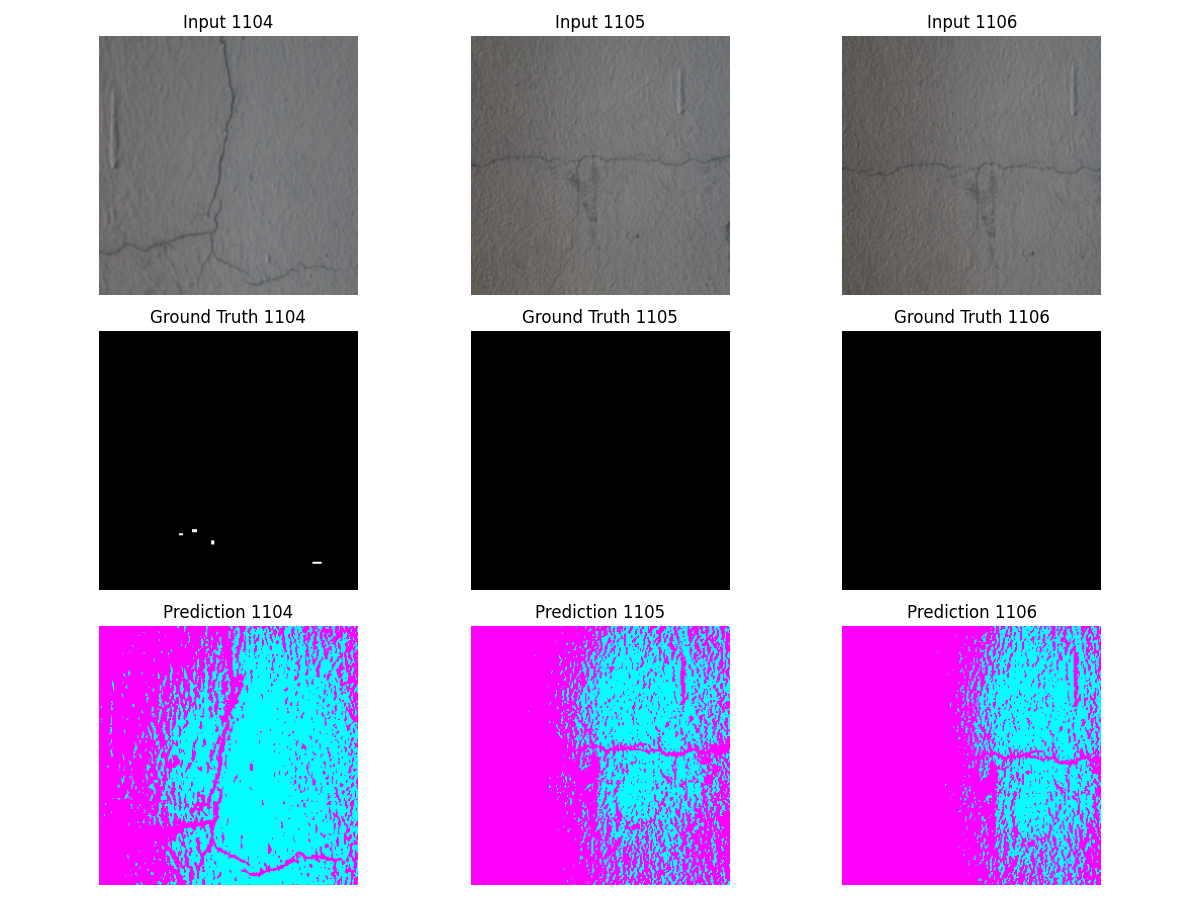 Input 1104
Input 1105
Input 1106
Ground Truth 1104
Ground Truth 1105
Ground Truth 1106
Prediction 1104
Prediction 1105
Prediction 1106